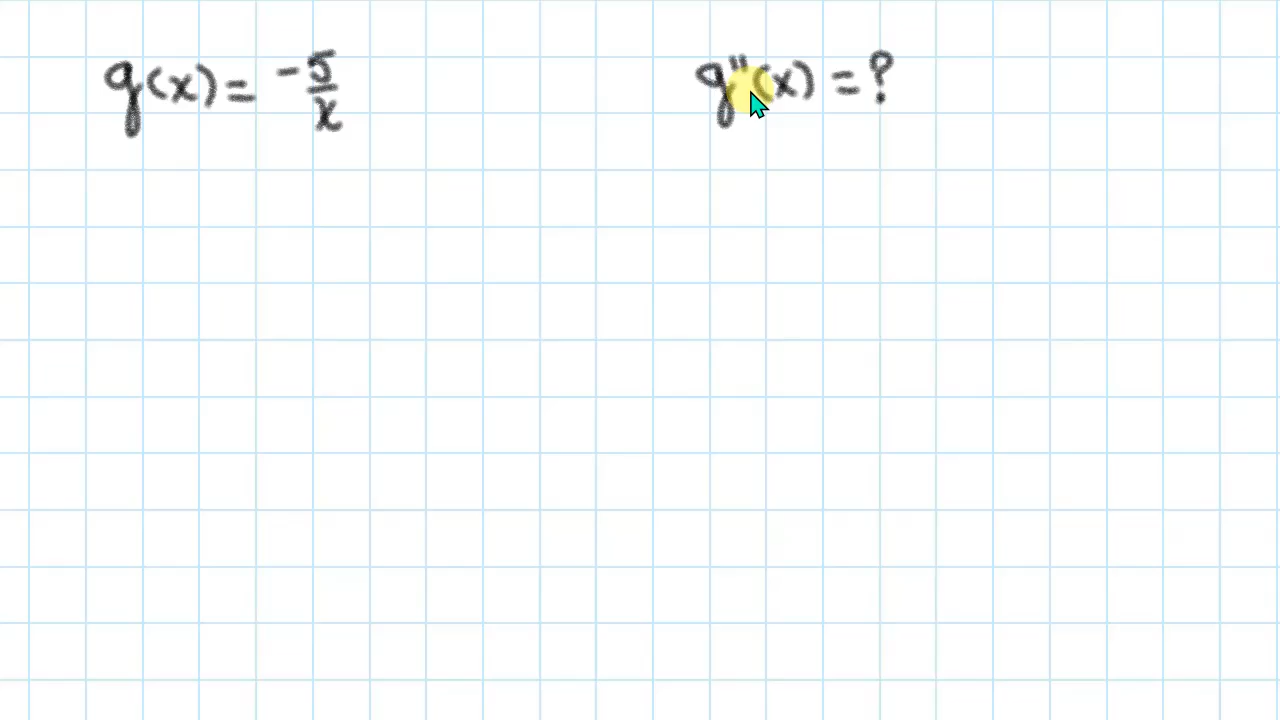 g(x) = -5/x
g''(x) = ?